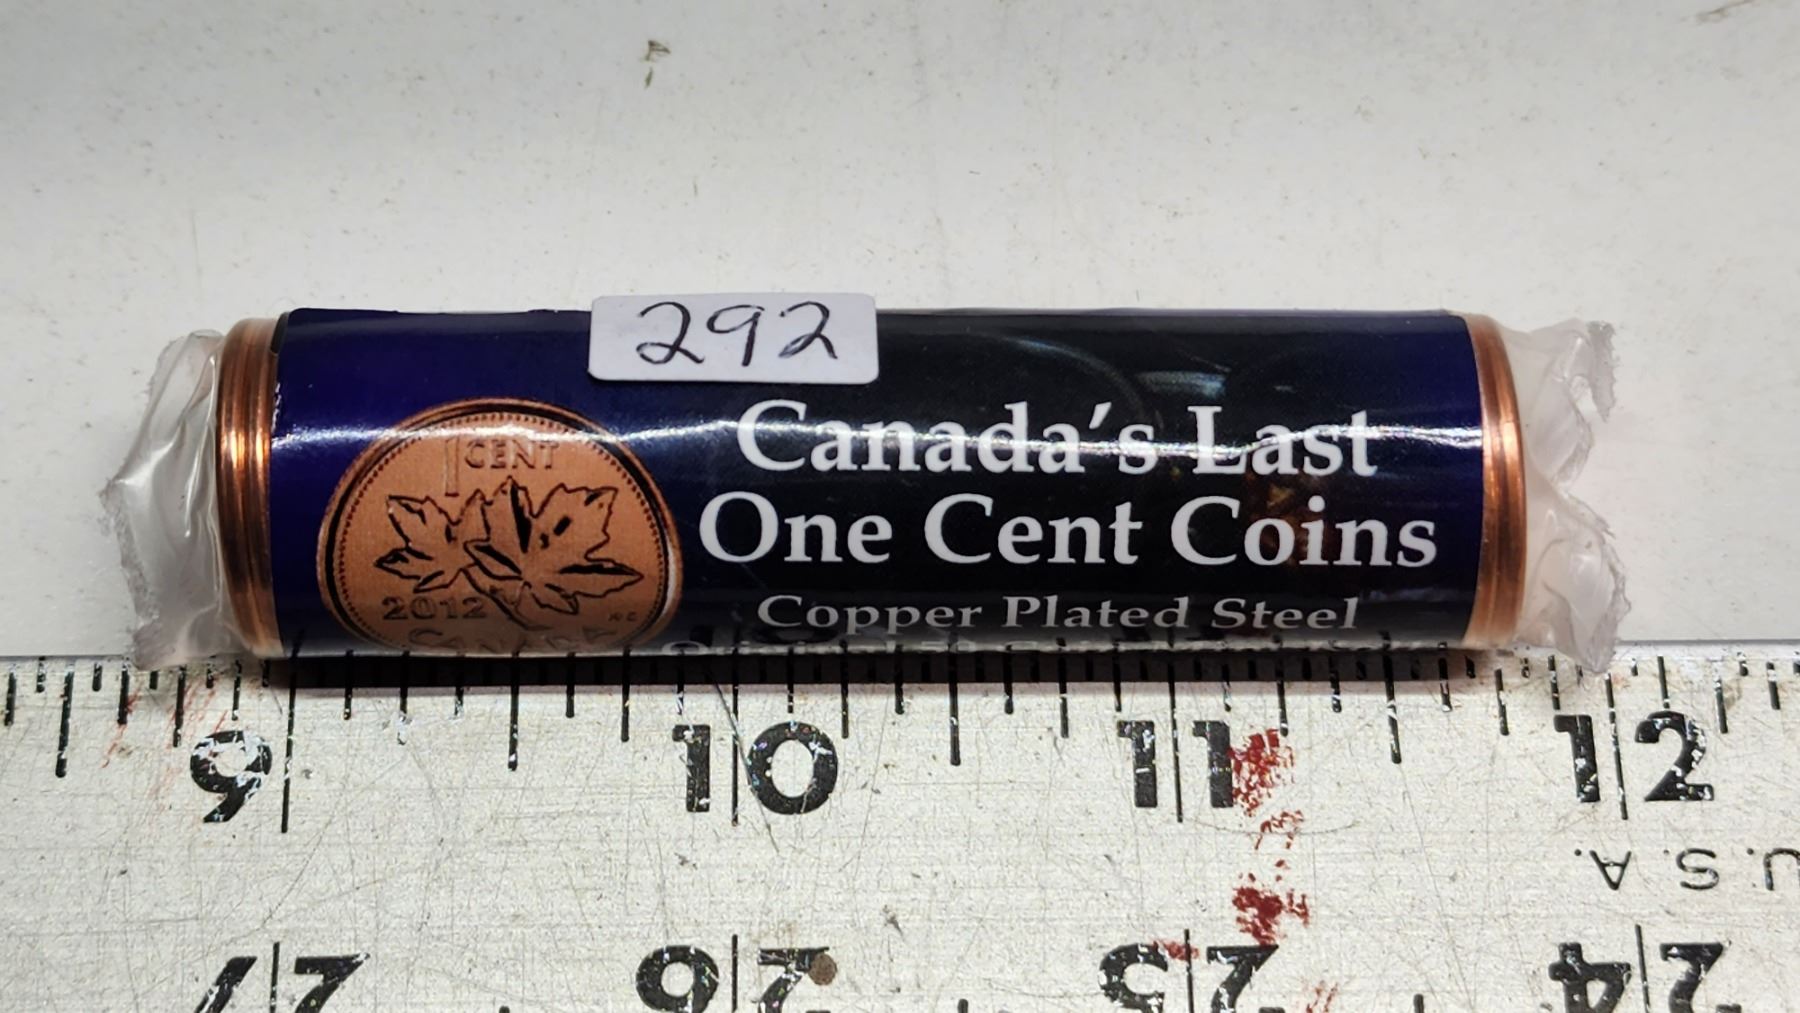 292
1 CENT
2012
CANADA
Canada's Last
One Cent Coins
Copper Plated Steel
9 10 11 12
U.S.A.
27 26 25 24